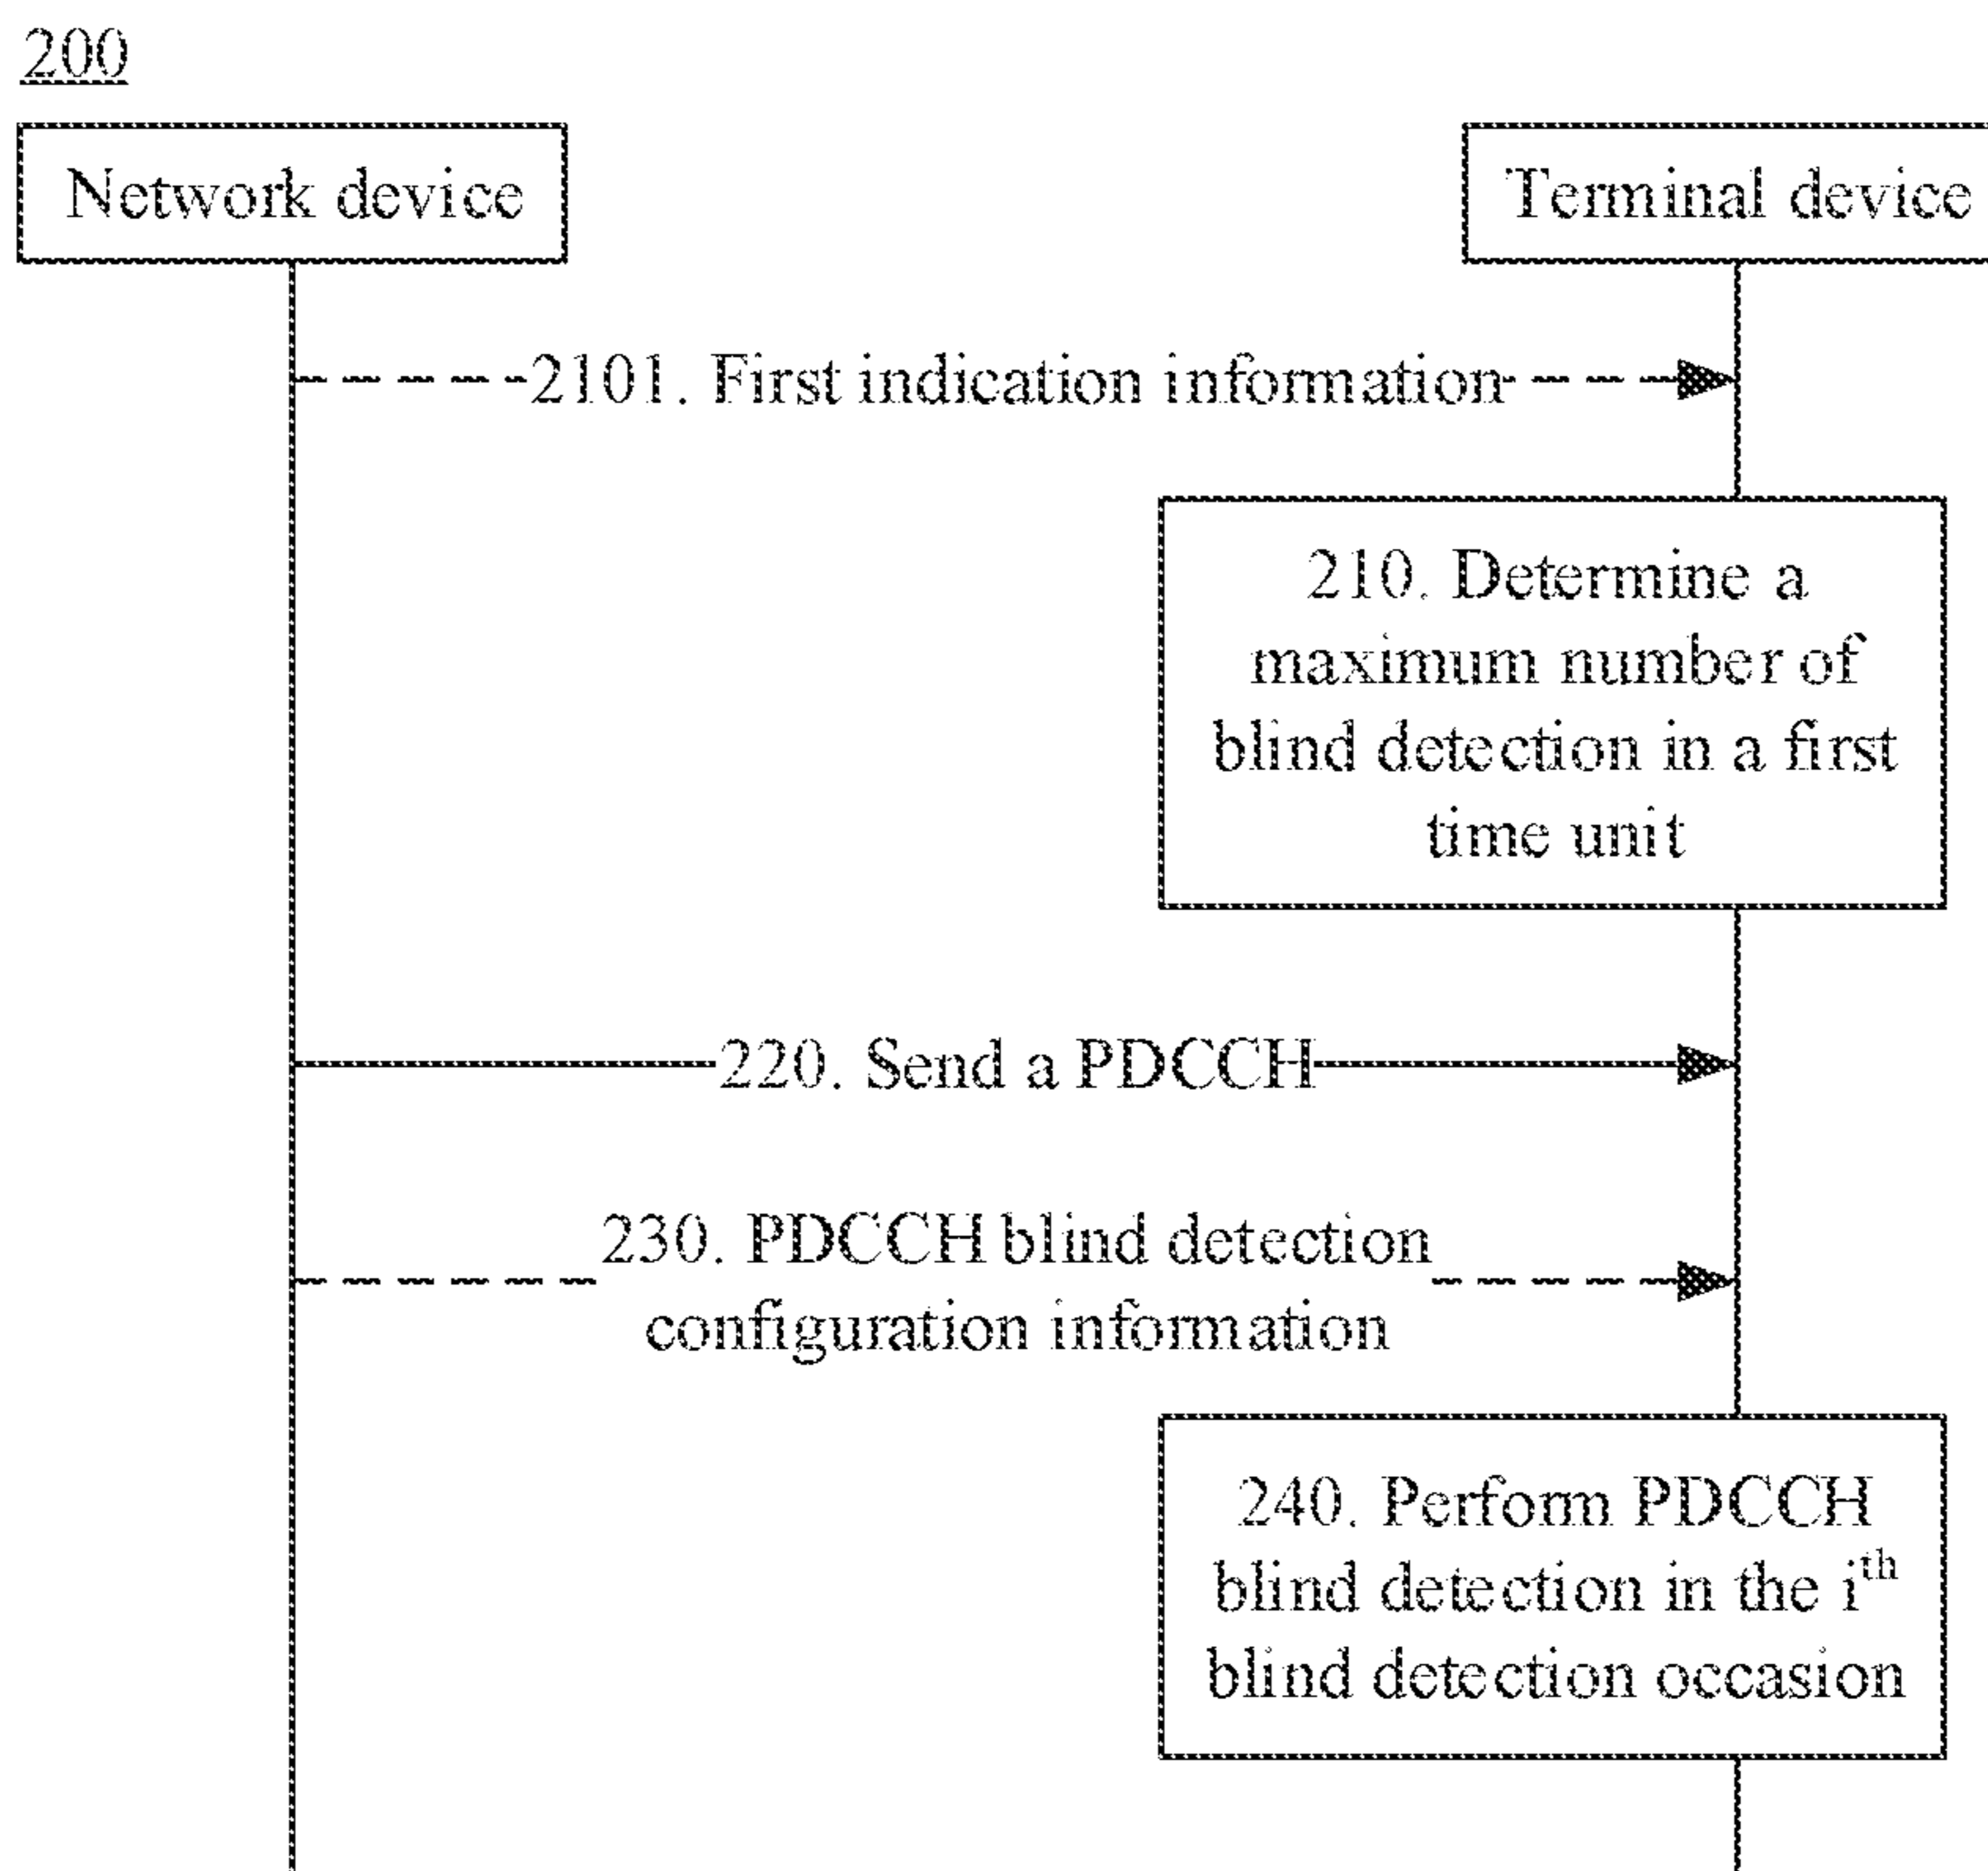 200
Network device
Terminal device
2101. First indication information
210. Determine a
maximum number of
blind detection in a first
time unit
220. Send a PDCCH
230. PDCCH blind detection
configuration information
240. Perform PDCCH
blind detection in the iᵗʰ
blind detection occasion